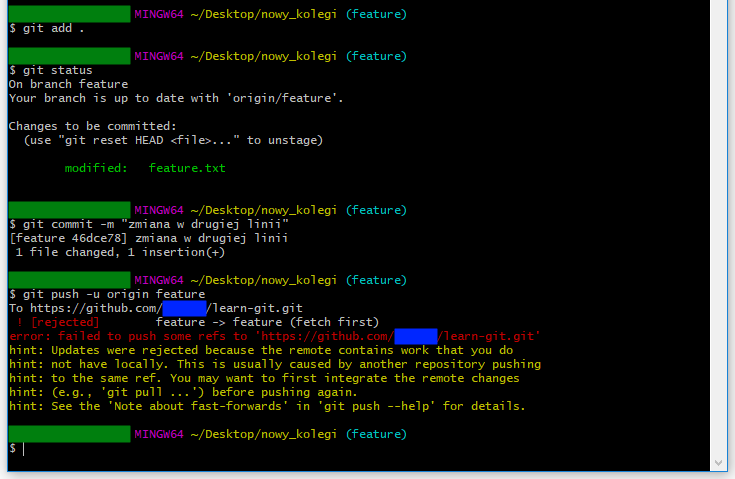 MINGW64 ~/Desktop/nowy_kolegi (feature)
$ git add .
MINGW64 ~/Desktop/nowy_kolegi (feature)
$ git status
On branch feature
Your branch is up to date with 'origin/feature'.
Changes to be committed:
(use "git reset HEAD <file>..." to unstage)
modified: feature.txt
MINGW64 ~/Desktop/nowy_kolegi (feature)
$ git commit -m "zmiana w drugiej linii"
[feature 46dce78] zmiana w drugiej linii
1 file changed, 1 insertion(+)
MINGW64 ~/Desktop/nowy_kolegi (feature)
$ git push -u origin feature
To https://github.com/ /learn-git.git
! [rejected] feature -> feature (fetch first)
error: failed to push some refs to 'https://github.com/ /learn-git.git'
hint: Updates were rejected because the remote contains work that you do
hint: not have locally. This is usually caused by another repository pushing
hint: to the same ref. You may want to first integrate the remote changes
hint: (e.g., 'git pull ...') before pushing again.
hint: See the 'Note about fast-forwards' in 'git push --help' for details.
MINGW64 ~/Desktop/nowy_kolegi (feature)
$